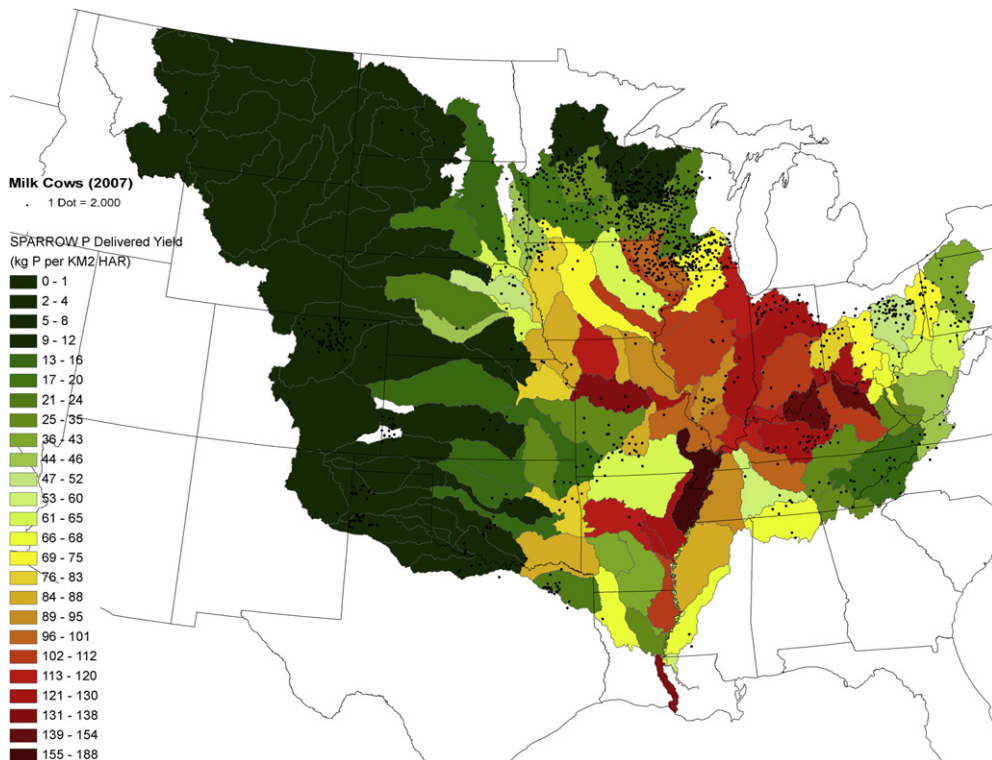 Milk Cows (2007)
1 Dot = 2,000
SPARROW P Delivered Yield
(kg P per KM2 HAR)
0 - 1
2 - 4
5 - 8
9 - 12
13 - 16
17 - 20
21 - 24
25 - 35
36 - 43
44 - 46
47 - 52
53 - 60
61 - 65
66 - 68
69 - 75
76 - 83
84 - 88
89 - 95
96 - 101
102 - 112
113 - 120
121 - 130
131 - 138
139 - 154
155 - 188